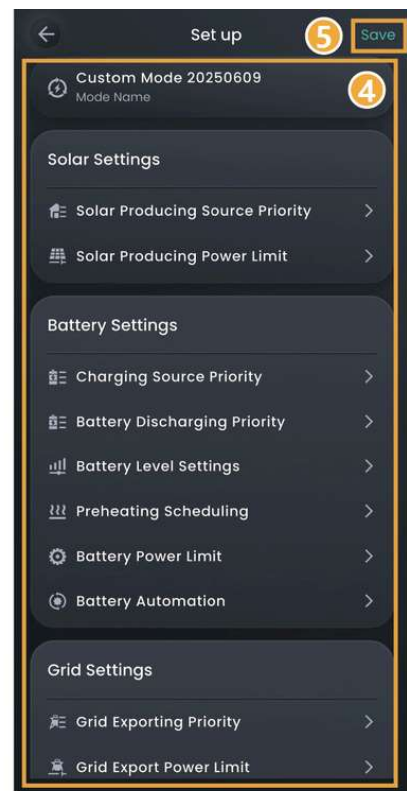 Set up
5
Save
Custom Mode 20250609
4
Mode Name
Solar Settings
Solar Producing Source Priority
Solar Producing Power Limit
Battery Settings
Charging Source Priority
Battery Discharging Priority
Battery Level Settings
Preheating Scheduling
Battery Power Limit
Battery Automation
Grid Settings
Grid Exporting Priority
Grid Export Power Limit